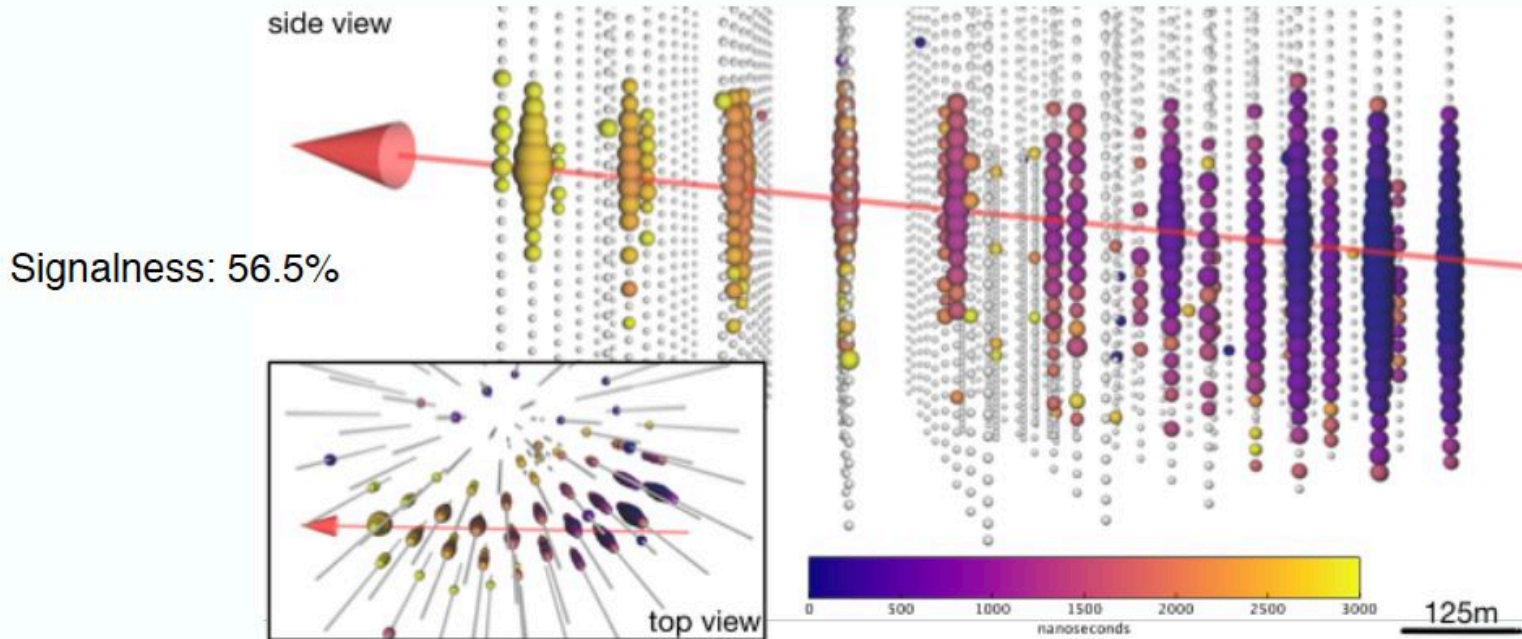 side view
Signalness: 56.5%
top view
0 500 1000 1500 2000 2500 3000
nanoseconds
125m